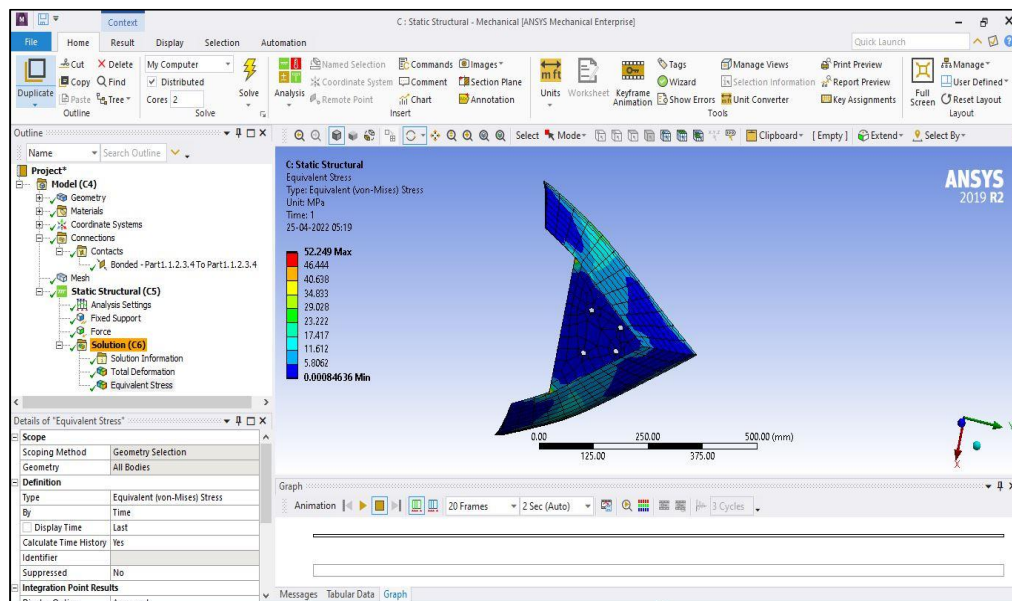 Context
C : Static Structural - Mechanical [ANSYS Mechanical Enterprise]
File Home Result Display Selection Automation
Quick Launch
Duplicate
Cut Delete
Copy Find
Paste Tree
Outline
My Computer
Distributed
Cores 2
Solve
Solve
Analysis
Named Selection Commands Images
Coordinate System Comment Section Plane
Remote Point Chart Annotation
Insert
Units Worksheet Keyframe Animation
Tags
Wizard
Show Errors
Manage Views
Selection Information
Unit Converter
Print Preview
Report Preview
Key Assignments
Tools
Full Screen
Manage
User Defined
Reset Layout
Layout
Outline
Name Search Outline
Select Mode Clipboard [ Empty ] Extend Select By
Project*
Model (C4)
Geometry
Materials
Coordinate Systems
Connections
Contacts
Bonded - Part1.1.2.3.4 To Part1.1.2.3.4
Mesh
Static Structural (C5)
Analysis Settings
Fixed Support
Force
Solution (C6)
Solution Information
Total Deformation
Equivalent Stress
C: Static Structural
Equivalent Stress
Type: Equivalent (von-Mises) Stress
Unit: MPa
Time: 1
25-04-2022 05:19
52.249 Max
46.444
40.638
34.833
29.028
23.222
17.417
11.612
5.8062
0.00084636 Min
ANSYS
2019 R2
0.00 250.00 500.00 (mm)
125.00 375.00
Y
X
Details of "Equivalent Stress"
Scope
Scoping Method Geometry Selection
Geometry All Bodies
Definition
Type Equivalent (von-Mises) Stress
By Time
Display Time Last
Calculate Time History Yes
Identifier
Suppressed No
Integration Point Results
Graph
Animation 20 Frames 2 Sec (Auto) 3 Cycles
Messages Tabular Data Graph